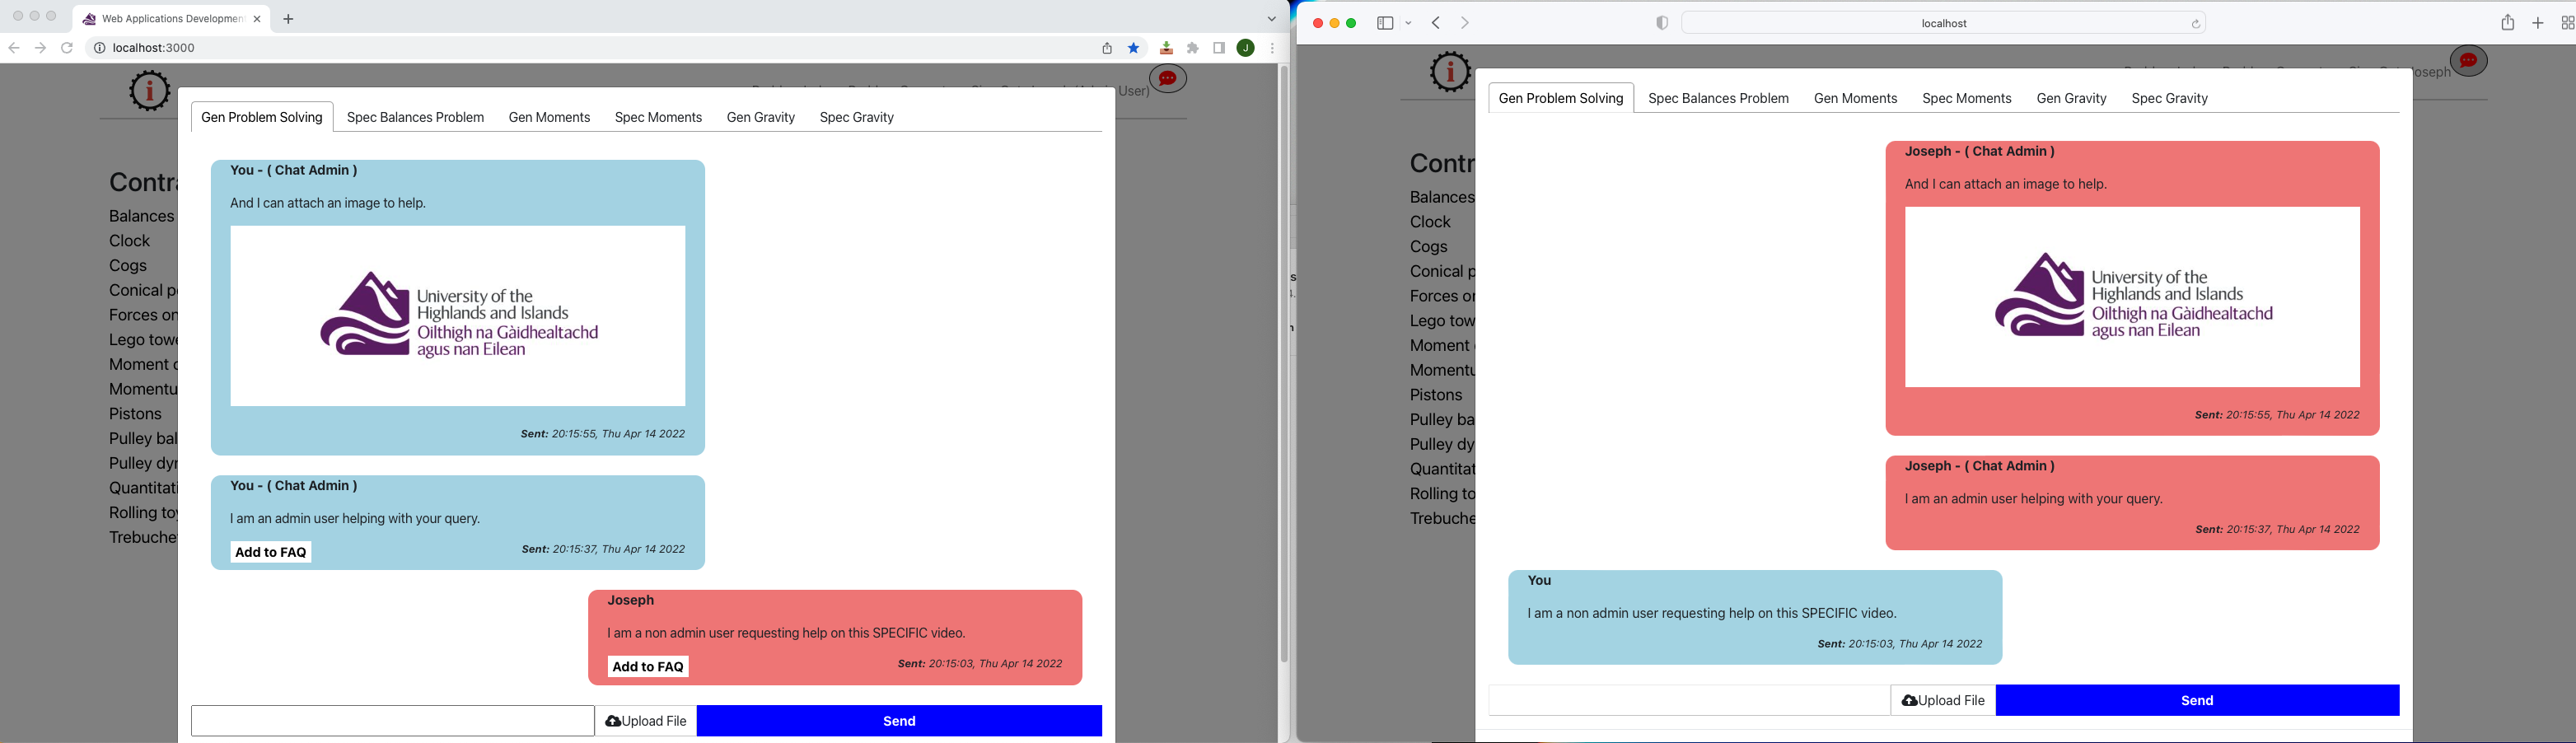 Web Applications Developmen
localhost:3000
J
User)
Gen Problem Solving
Spec Balances Problem
Gen Moments
Spec Moments
Gen Gravity
Spec Gravity
Contra
Balances
Clock
Cogs
Conical p
Forces on
Lego towe
Moment o
Momentu
Pistons
Pulley bal
Pulley dyn
Quantitati
Rolling toy
Trebuche
You - ( Chat Admin )
And I can attach an image to help.
University of the
Highlands and Islands
Oilthigh na Gàidhealtachd
agus nan Eilean
Sent: 20:15:55, Thu Apr 14 2022
You - ( Chat Admin )
I am an admin user helping with your query.
Add to FAQ
Sent: 20:15:37, Thu Apr 14 2022
Joseph
I am a non admin user requesting help on this SPECIFIC video.
Add to FAQ
Sent: 20:15:03, Thu Apr 14 2022
Upload File
Send
localhost
Joseph
Gen Problem Solving
Spec Balances Problem
Gen Moments
Spec Moments
Gen Gravity
Spec Gravity
Contr
Balances
Clock
Cogs
Conical p
Forces or
Lego tow
Moment
Momentu
Pistons
Pulley ba
Pulley dy
Quantitat
Rolling to
Trebuche
Joseph - ( Chat Admin )
And I can attach an image to help.
University of the
Highlands and Islands
Oilthigh na Gàidhealtachd
agus nan Eilean
Sent: 20:15:55, Thu Apr 14 2022
Joseph - ( Chat Admin )
I am an admin user helping with your query.
Sent: 20:15:37, Thu Apr 14 2022
You
I am a non admin user requesting help on this SPECIFIC video.
Sent: 20:15:03, Thu Apr 14 2022
Upload File
Send